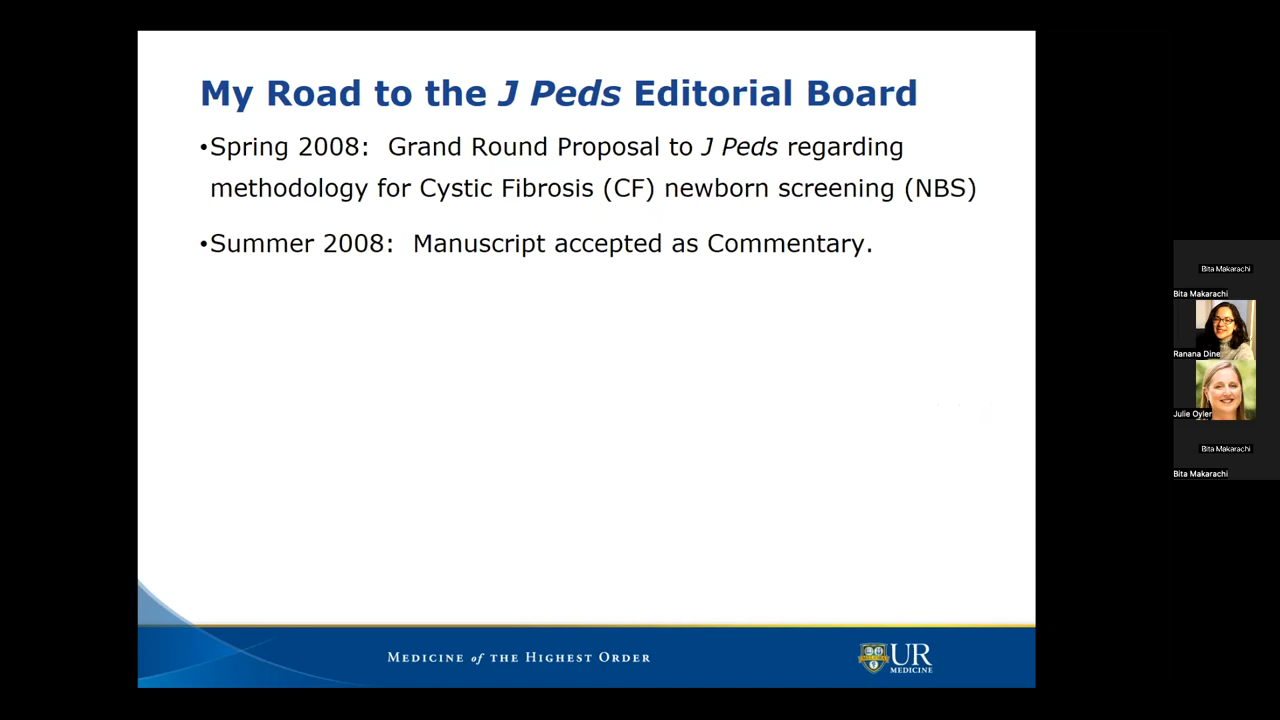 My Road to the J Peds Editorial Board
•Spring 2008: Grand Round Proposal to J Peds regarding
methodology for Cystic Fibrosis (CF) newborn screening (NBS)
•Summer 2008: Manuscript accepted as Commentary.
MEDICINE of THE HIGHEST ORDER
UR
MEDICINE
Bita Makarachi
Bita Makarachi
Ranana Dine
Julie Oyler
Bita Makarachi
Bita Makarachi